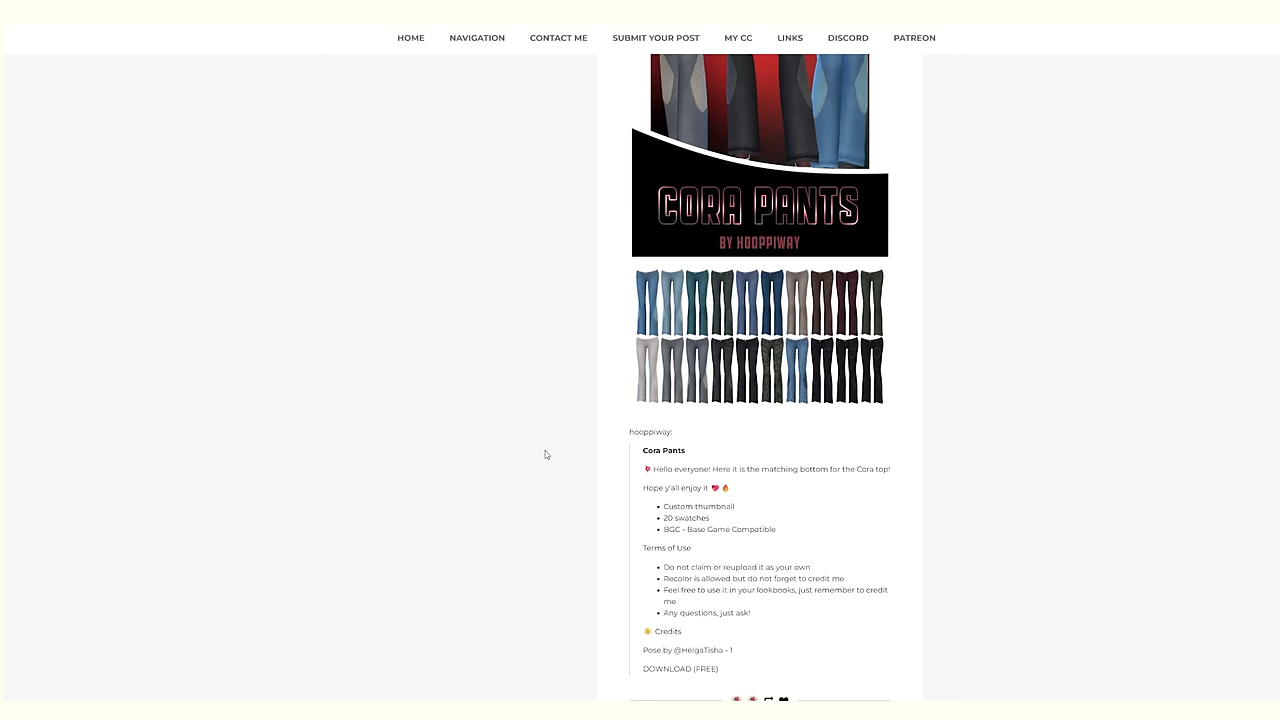 HOME NAVIGATION CONTACT ME SUBMIT YOUR POST MY CC LINKS DISCORD PATREON
CORA PANTS
BY HOOPPIWAY
hooppiway:
Cora Pants
Hello everyone! Here it is the matching bottom for the Cora top!
Hope y'all enjoy it
• Custom thumbnail
• 20 swatches
• BGC - Base Game Compatible
Terms of Use
• Do not claim or reupload it as your own
• Recolor is allowed but do not forget to credit me
• Feel free to use it in your lookbooks, just remember to credit
me
• Any questions, just ask!
Credits
Pose by @HelgaTisha - 1
DOWNLOAD (FREE)